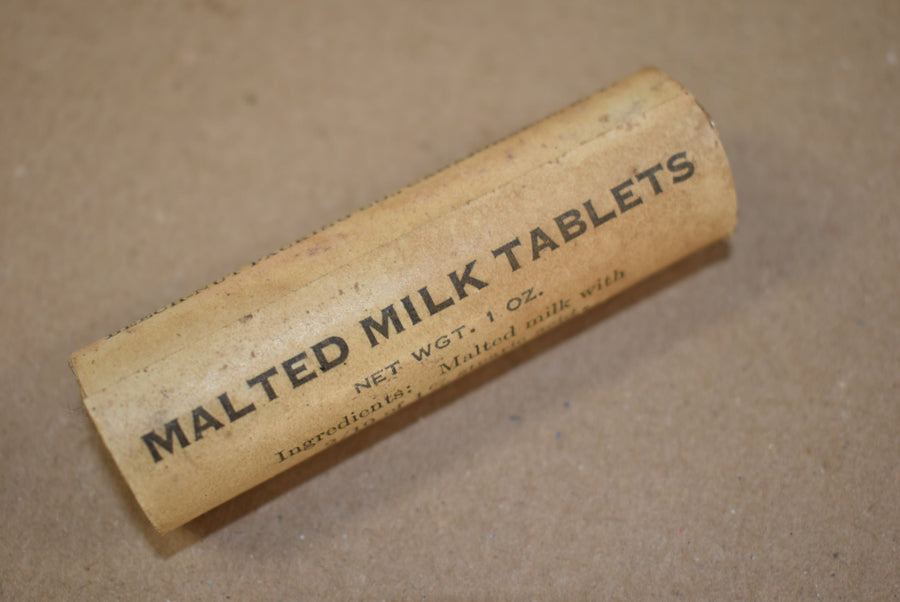 MALTED MILK TABLETS
NET WGT. 1 OZ.
Ingredients: Malted milk with